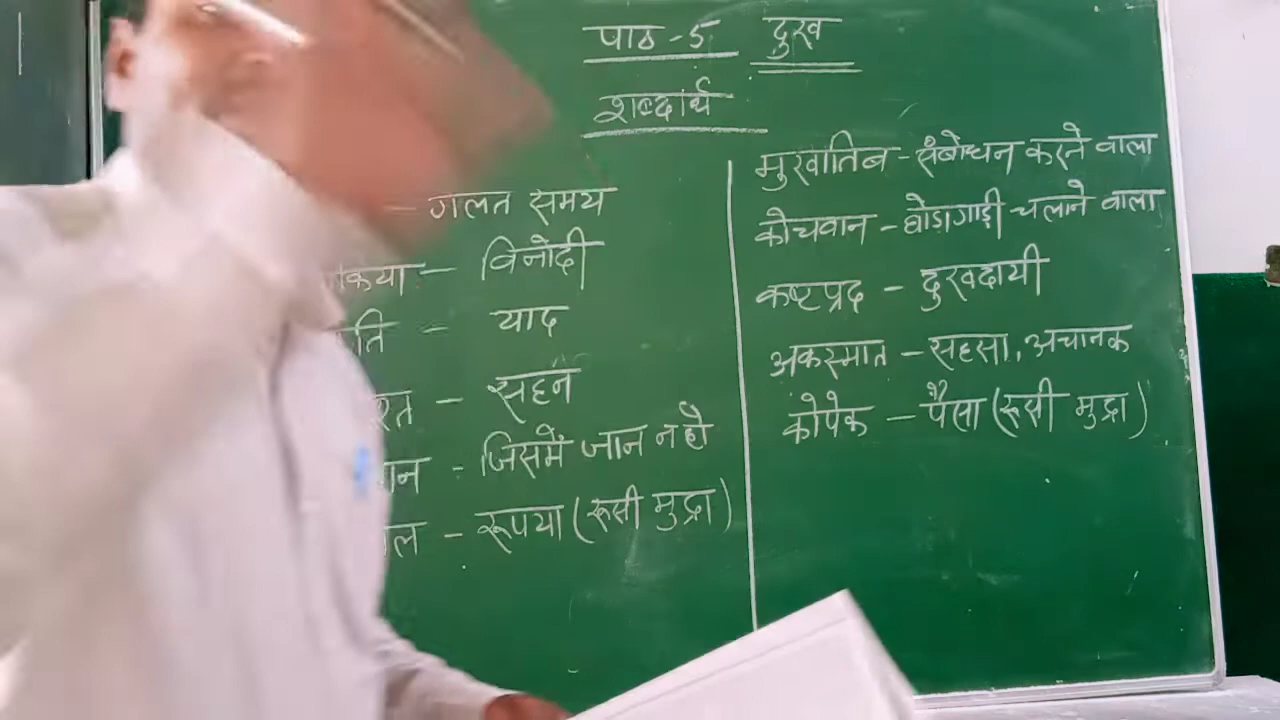 पाठ-5 दुख
शब्दार्थ
– गलत समय
किया – विनोदी
ति – याद
श्त – सहन
ान - जिसमें जान न हो
ल – रूपया (रूसी मुद्रा)
मुखातिब – संबोधन करने वाला
कोचवान – घोड़ागाड़ी चलाने वाला
कष्टप्रद – दुखदायी
अकस्मात – सहसा, अचानक
कोपेक – पैसा (रूसी मुद्रा)